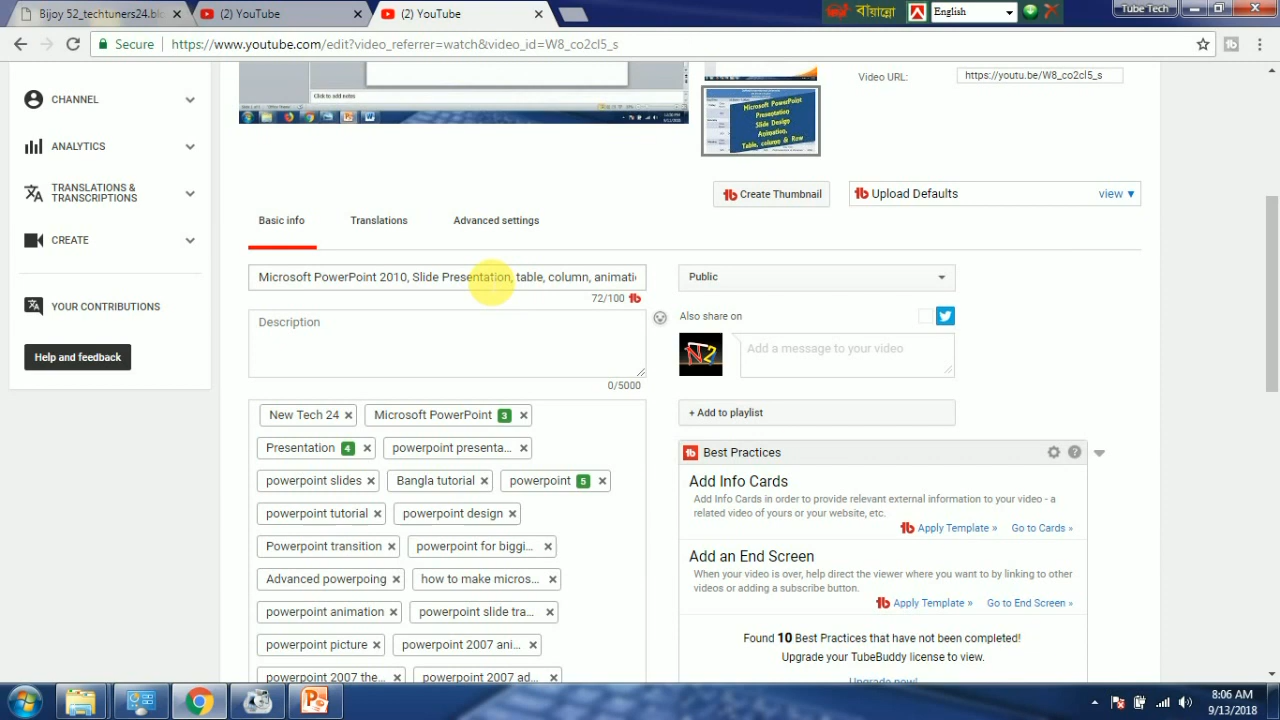 Bijoy 52_techtuners24.bl
(2) YouTube
(2) YouTube
বায়ান্নো
English
Tube Tech
Secure
https://www.youtube.com/edit?video_referrer=watch&video_id=W8_co2cl5_s
CHANNEL
ANALYTICS
TRANSLATIONS &
TRANSCRIPTIONS
CREATE
YOUR CONTRIBUTIONS
Help and feedback
Click to add notes
Microsoft PowerPoint
Presentation
Slide Design
Animation,
Table, column & Row
Video URL:
https://youtu.be/W8_co2cl5_s
Create Thumbnail
Upload Defaults
view ▼
Basic info
Translations
Advanced settings
Microsoft PowerPoint 2010, Slide Presentation, table, column, animati
72/100
Description
0/5000
Public
Also share on
Add a message to your video
+ Add to playlist
New Tech 24 ×
Microsoft PowerPoint 3 ×
Presentation 4 ×
powerpoint presenta... ×
powerpoint slides ×
Bangla tutorial ×
powerpoint 5 ×
powerpoint tutorial ×
powerpoint design ×
Powerpoint transition ×
powerpoint for biggi... ×
Advanced powerpoing ×
how to make micros... ×
powerpoint animation ×
powerpoint slide tra... ×
powerpoint picture ×
powerpoint 2007 ani... ×
powerpoint 2007 the... ×
powerpoint 2007 ad... ×
Best Practices
Add Info Cards
Add Info Cards in order to provide relevant external information to your video - a
related video of yours or your website, etc.
Apply Template »
Go to Cards »
Add an End Screen
When your video is over, help direct the viewer where you want to by linking to other
videos or adding a subscribe button.
Apply Template »
Go to End Screen »
Found 10 Best Practices that have not been completed!
Upgrade your TubeBuddy license to view.
Upgrade now!
8:06 AM
9/13/2018